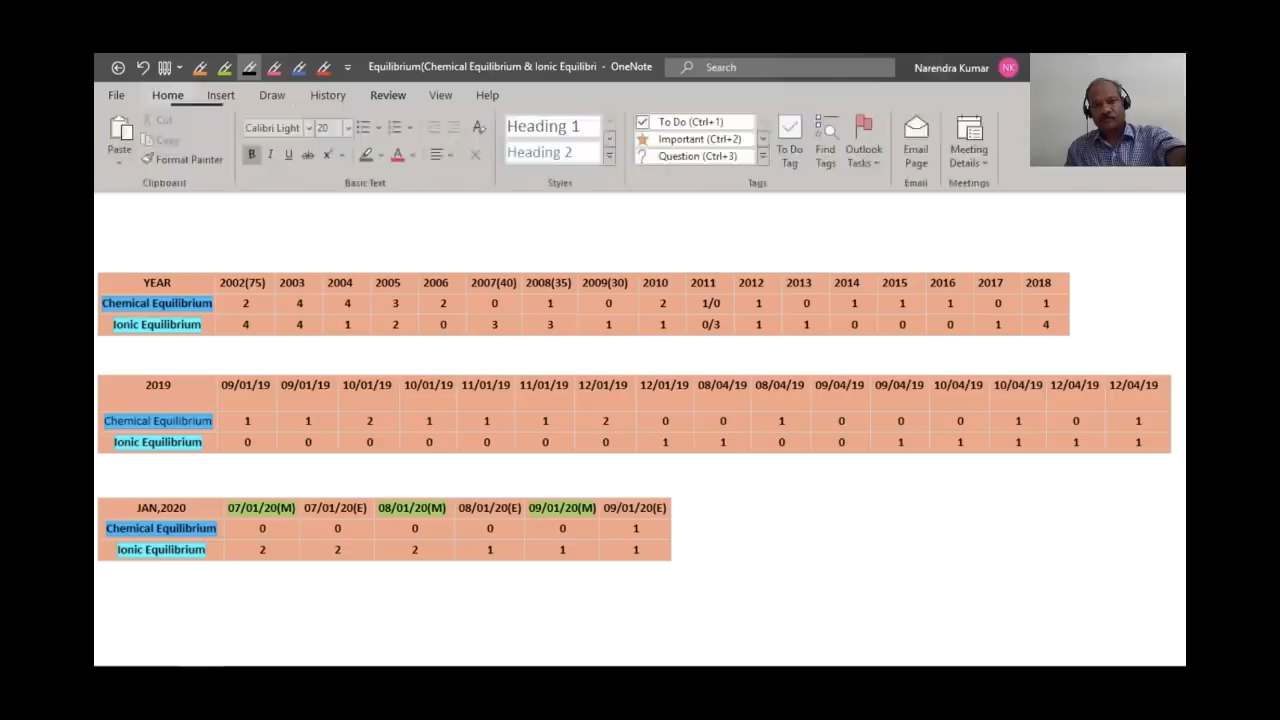 Equilibrium(Chemical Equilibrium & Ionic Equilibri - OneNote Search Narendra Kumar NK
File Home Insert Draw History Review View Help
Paste Cut Copy Format Painter
Clipboard
Calibri Light 20
B I U ab x A
Basic Text
Heading 1
Heading 2
Styles
To Do (Ctrl+1)
Important (Ctrl+2)
Question (Ctrl+3)
To Do Tag
Find Tags
Outlook Tasks
Tags
Email Page
Email
Meeting Details
Meetings
YEAR 2002(75) 2003 2004 2005 2006 2007(40) 2008(35) 2009(30) 2010 2011 2012 2013 2014 2015 2016 2017 2018
Chemical Equilibrium 2 4 4 3 2 0 1 0 2 1/0 1 0 1 1 1 0 1
Ionic Equilibrium 4 4 1 2 0 3 3 1 1 0/3 1 1 0 0 0 1 4
2019 09/01/19 09/01/19 10/01/19 10/01/19 11/01/19 11/01/19 12/01/19 12/01/19 08/04/19 08/04/19 09/04/19 09/04/19 10/04/19 10/04/19 12/04/19 12/04/19
Chemical Equilibrium 1 1 2 1 1 1 2 0 0 1 0 0 0 1 0 1
Ionic Equilibrium 0 0 0 0 0 0 0 1 1 0 0 1 1 1 1 1
JAN,2020 07/01/20(M) 07/01/20(E) 08/01/20(M) 08/01/20(E) 09/01/20(M) 09/01/20(E)
Chemical Equilibrium 0 0 0 0 0 1
Ionic Equilibrium 2 2 2 1 1 1